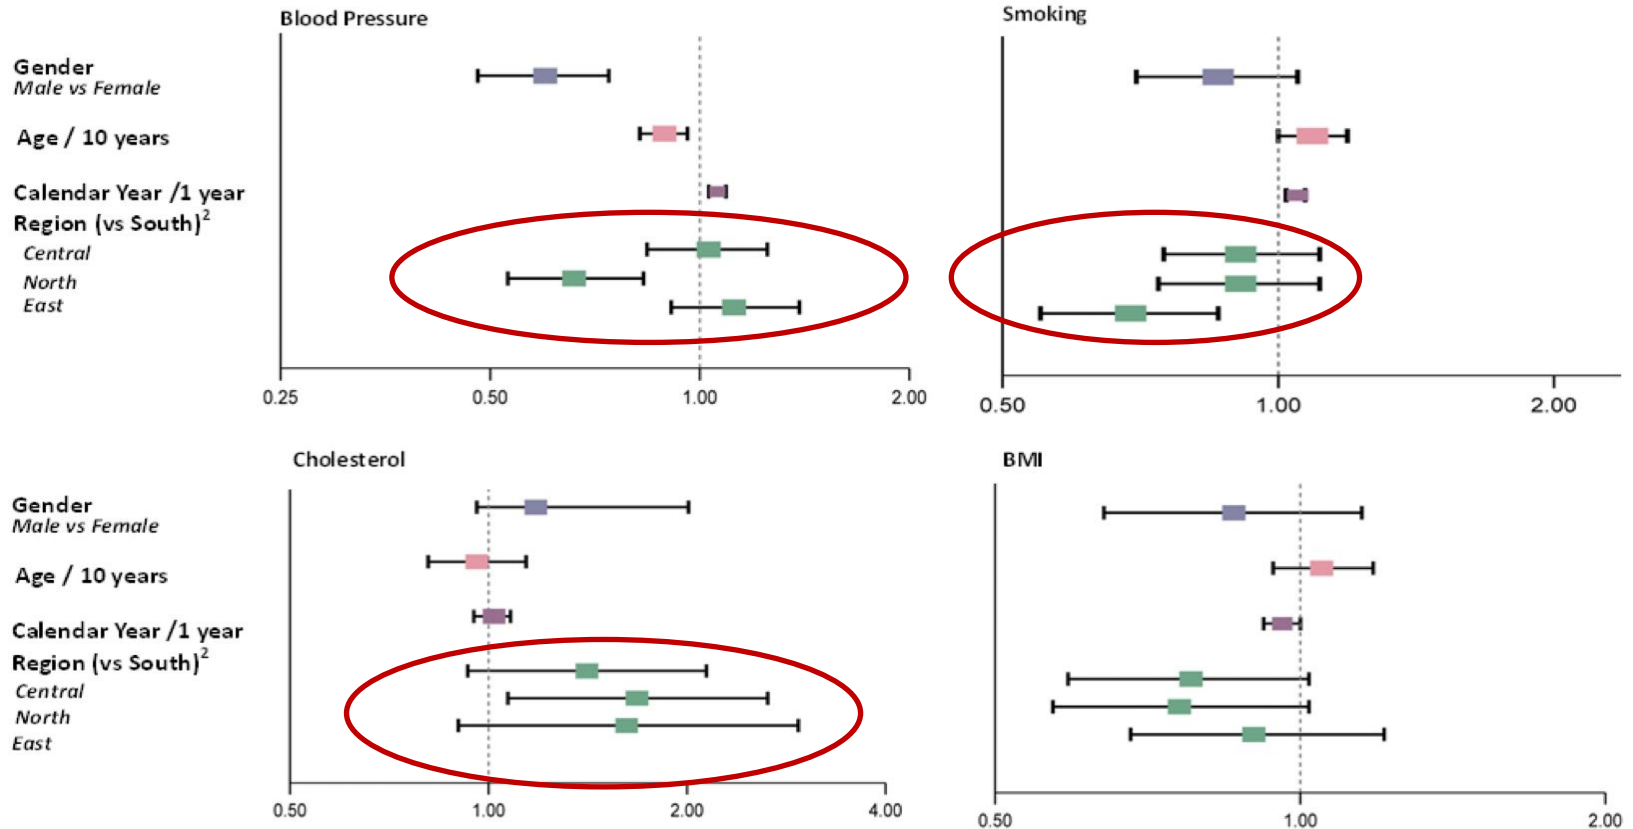 Blood Pressure
Gender
Male vs Female
Age / 10 years
Calendar Year /1 year
Region (vs South)2
Central
North
East
0.25 0.50 1.00 2.00
Smoking
0.50 1.00 2.00
Cholesterol
Gender
Male vs Female
Age / 10 years
Calendar Year /1 year
Region (vs South)2
Central
North
East
0.50 1.00 2.00 4.00
BMI
0.50 1.00 2.00